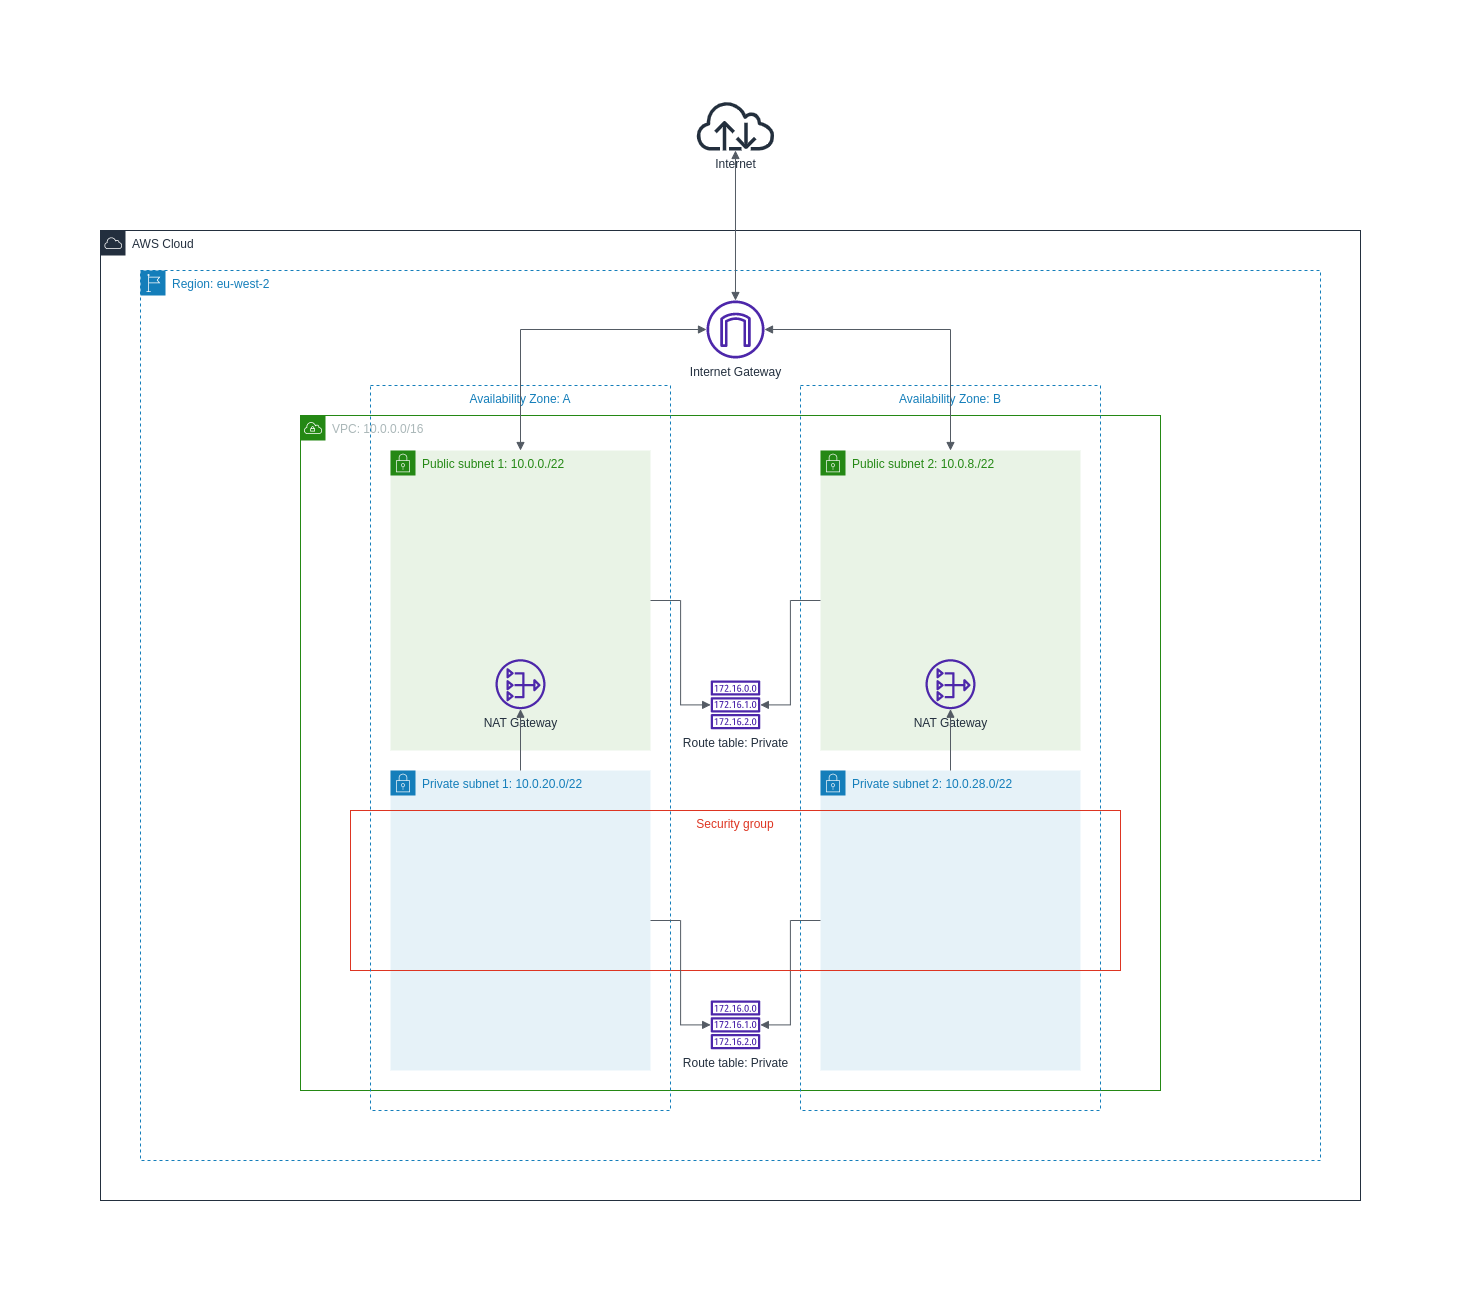 Internet
AWS Cloud
Region: eu-west-2
Internet Gateway
Availability Zone: A
Availability Zone: B
VPC: 10.0.0.0/16
Public subnet 1: 10.0.0./22
Public subnet 2: 10.0.8./22
NAT Gateway
172.16.0.0
172.16.1.0
172.16.2.0
Route table: Private
NAT Gateway
Private subnet 1: 10.0.20.0/22
Private subnet 2: 10.0.28.0/22
Security group
172.16.0.0
172.16.1.0
172.16.2.0
Route table: Private